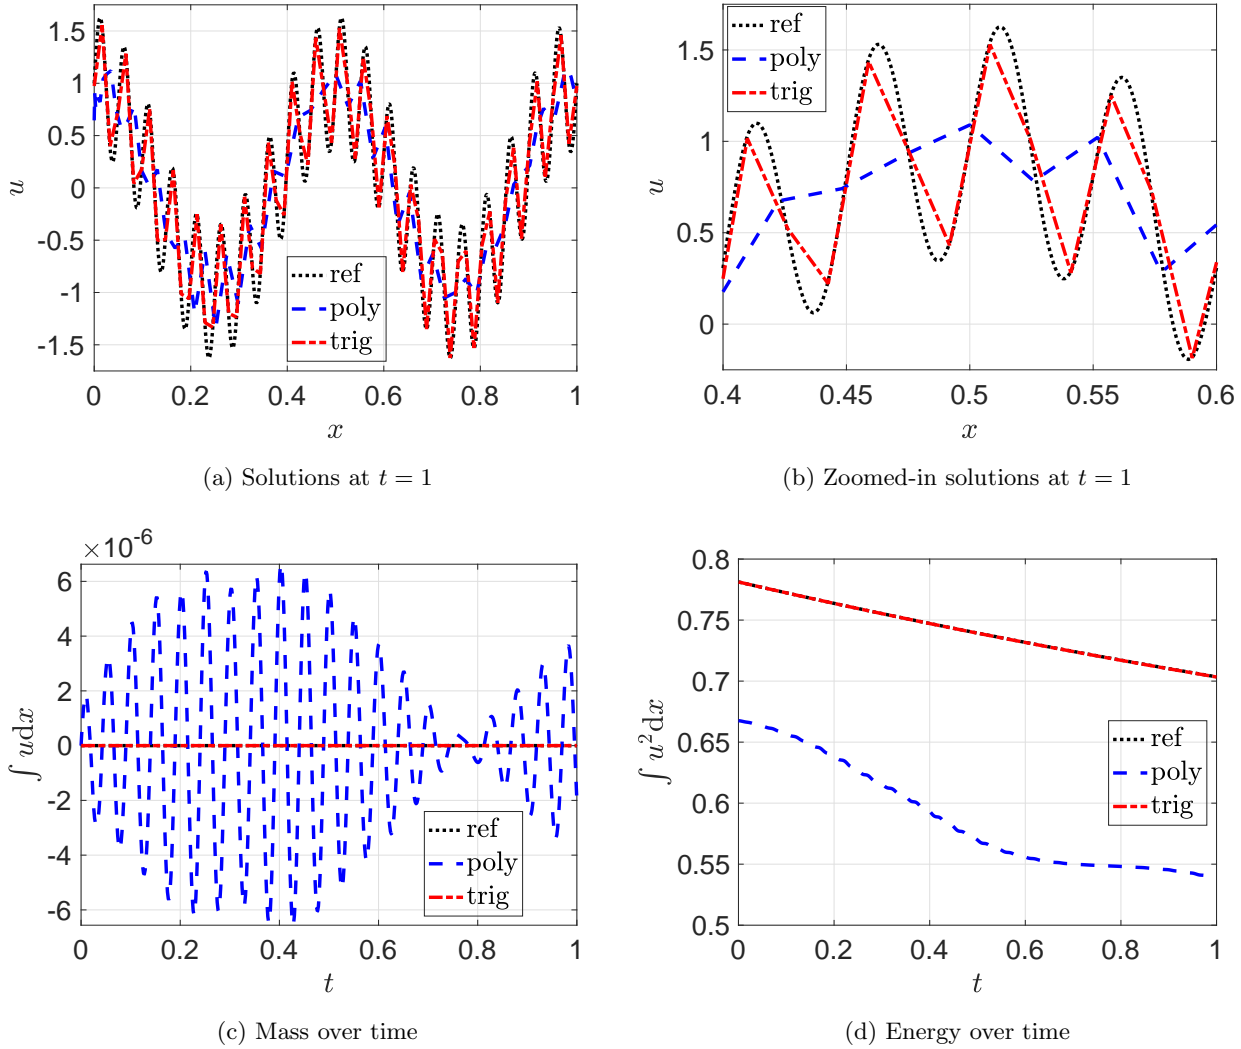 1.5
1
0.5
0
-0.5
-1
-1.5
u
ref
poly
trig
0 0.2 0.4 0.6 0.8 1
x
(a) Solutions at t = 1
1.5
1
0.5
0
u
ref
poly
trig
0.4 0.45 0.5 0.55 0.6
x
(b) Zoomed-in solutions at t = 1
×10⁻⁶
6
4
2
0
-2
-4
-6
∫ udx
ref
poly
trig
0 0.2 0.4 0.6 0.8 1
t
(c) Mass over time
0.8
0.75
0.7
0.65
0.6
0.55
0.5
∫ u²dx
ref
poly
trig
0 0.2 0.4 0.6 0.8 1
t
(d) Energy over time